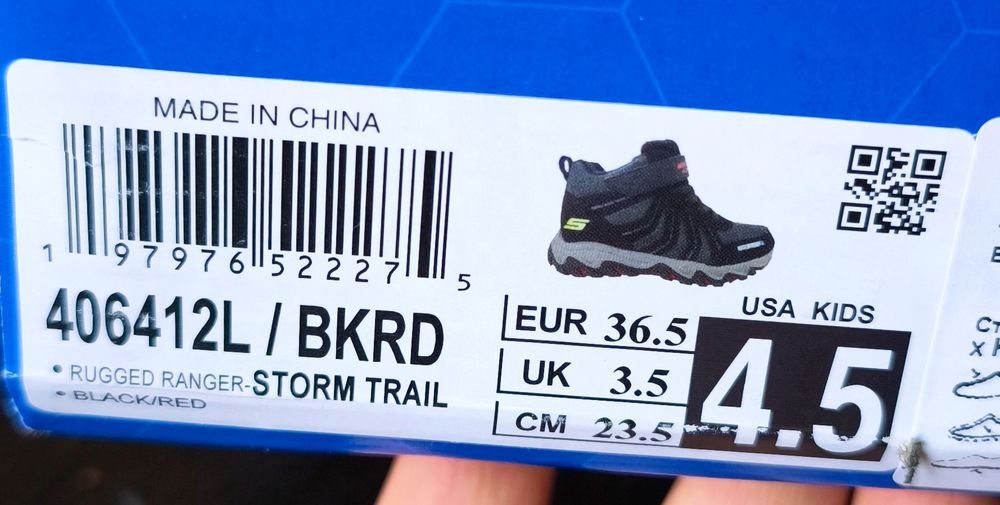 MADE IN CHINA
1 97976 52227 5
406412L / BKRD
• RUGGED RANGER-STORM TRAIL
• BLACK/RED
EUR 36.5
UK 3.5
CM 23.5
USA KIDS
4.5